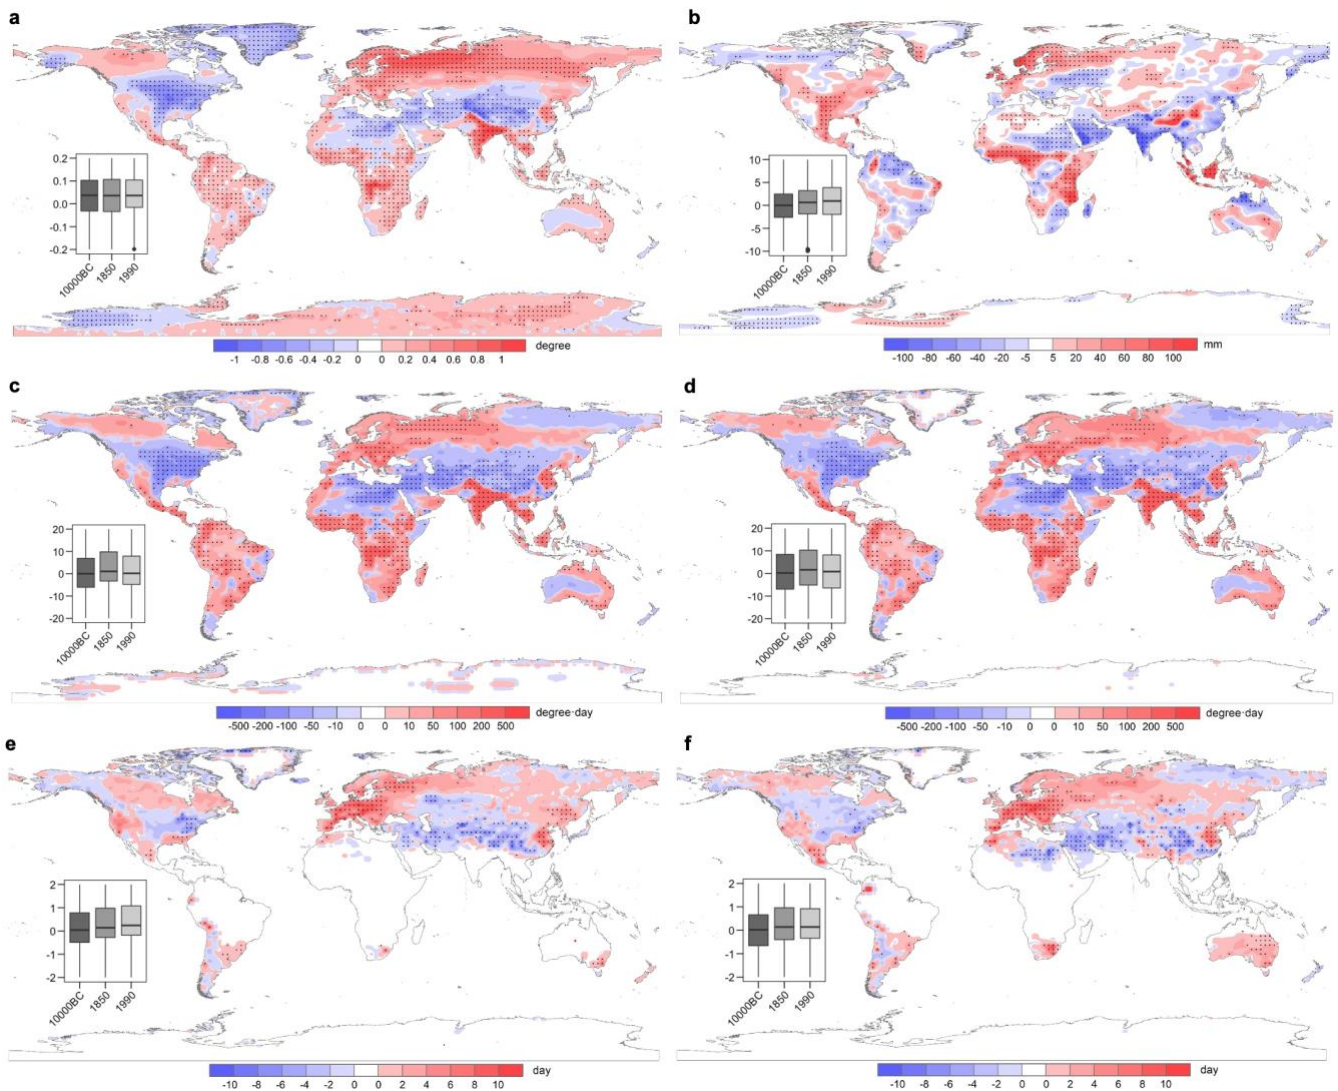 a
0.2
0.1
0.0
-0.1
-0.2
10000BC 1850 1990
-1 -0.8 -0.6 -0.4 -0.2 0 0.2 0.4 0.6 0.8 1 degree
b
10
5
0
-5
-10
10000BC 1850 1990
-100 -80 -60 -40 -20 -5 5 20 40 60 80 100 mm
c
20
10
0
-10
-20
10000BC 1850 1990
-500 -200 -100 -50 -10 0 0 10 50 100 200 500 degree·day
d
20
10
0
-10
-20
10000BC 1850 1990
-500 -200 -100 -50 -10 0 0 10 50 100 200 500 degree·day
e
2
1
0
-1
-2
10000BC 1850 1990
-10 -8 -6 -4 -2 0 0 2 4 6 8 10 day
f
2
1
0
-1
-2
10000BC 1850 1990
-10 -8 -6 -4 -2 0 0 2 4 6 8 10 day